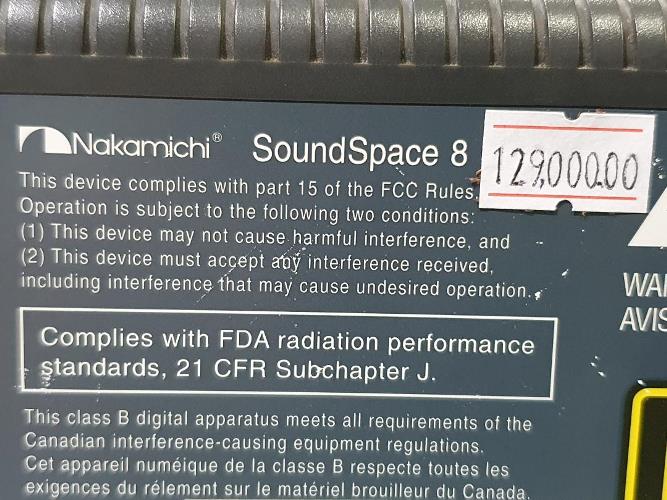 Nakamichi® SoundSpace 8
129,000.00
This device complies with part 15 of the FCC Rules.
Operation is subject to the following two conditions:
(1) This device may not cause harmful interference, and
(2) This device must accept any interference received,
including interference that may cause undesired operation.
WAR
AVIS
Complies with FDA radiation performance
standards, 21 CFR Subchapter J.
This class B digital apparatus meets all requirements of the
Canadian interference-causing equipment regulations.
Cet appareil numéique de la classe B respecte toutes les
exigences du rélement sur le matériel brouilleur du Canada.